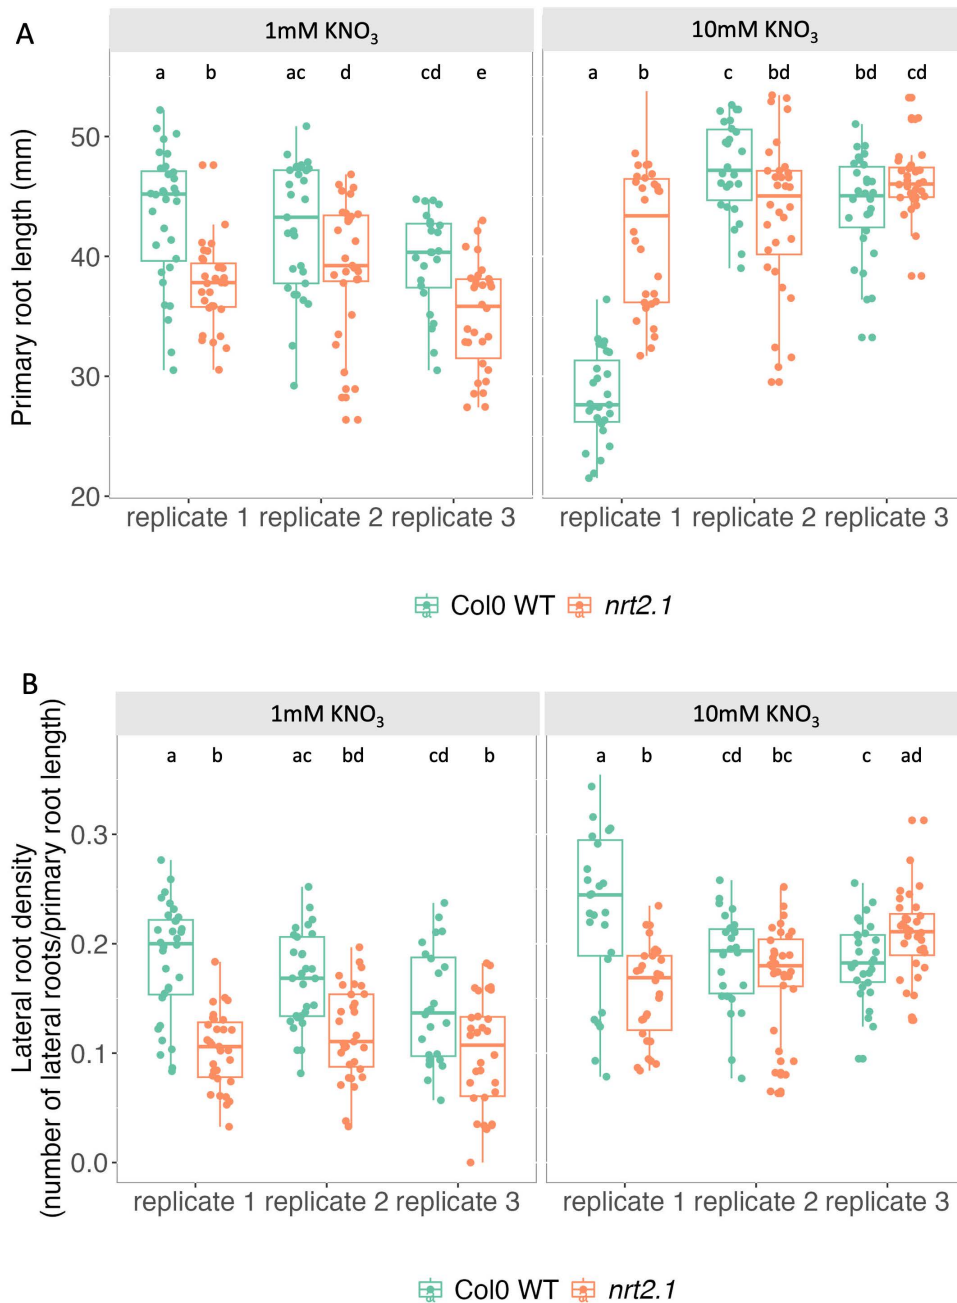 A
1mM KNO₃ 10mM KNO₃
a b ac d cd e a b c bd bd cd
Primary root length (mm)
50
40
30
20
replicate 1 replicate 2 replicate 3 replicate 1 replicate 2 replicate 3
Col0 WT nrt2.1
B
1mM KNO₃ 10mM KNO₃
a b ac bd cd b a b cd bc c ad
Lateral root density
(number of lateral roots/primary root length)
0.3
0.2
0.1
0.0
replicate 1 replicate 2 replicate 3 replicate 1 replicate 2 replicate 3
Col0 WT nrt2.1